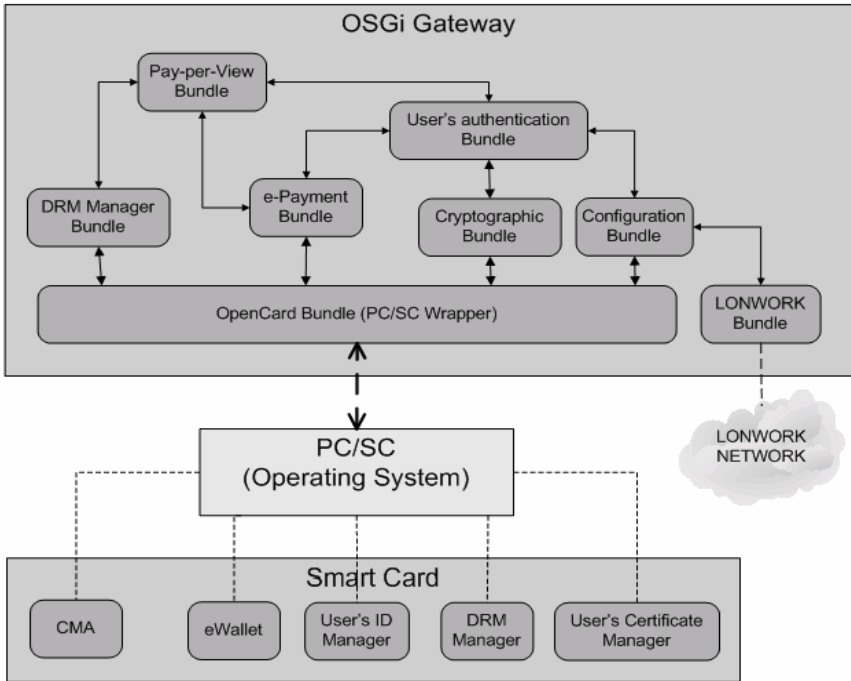 OSGi Gateway
Pay-per-View
Bundle
User's authentication
Bundle
DRM Manager
Bundle
e-Payment
Bundle
Cryptographic
Bundle
Configuration
Bundle
OpenCard Bundle (PC/SC Wrapper)
LONWORK
Bundle
LONWORK
NETWORK
PC/SC
(Operating System)
Smart Card
CMA
eWallet
User's ID
Manager
DRM
Manager
User's Certificate
Manager